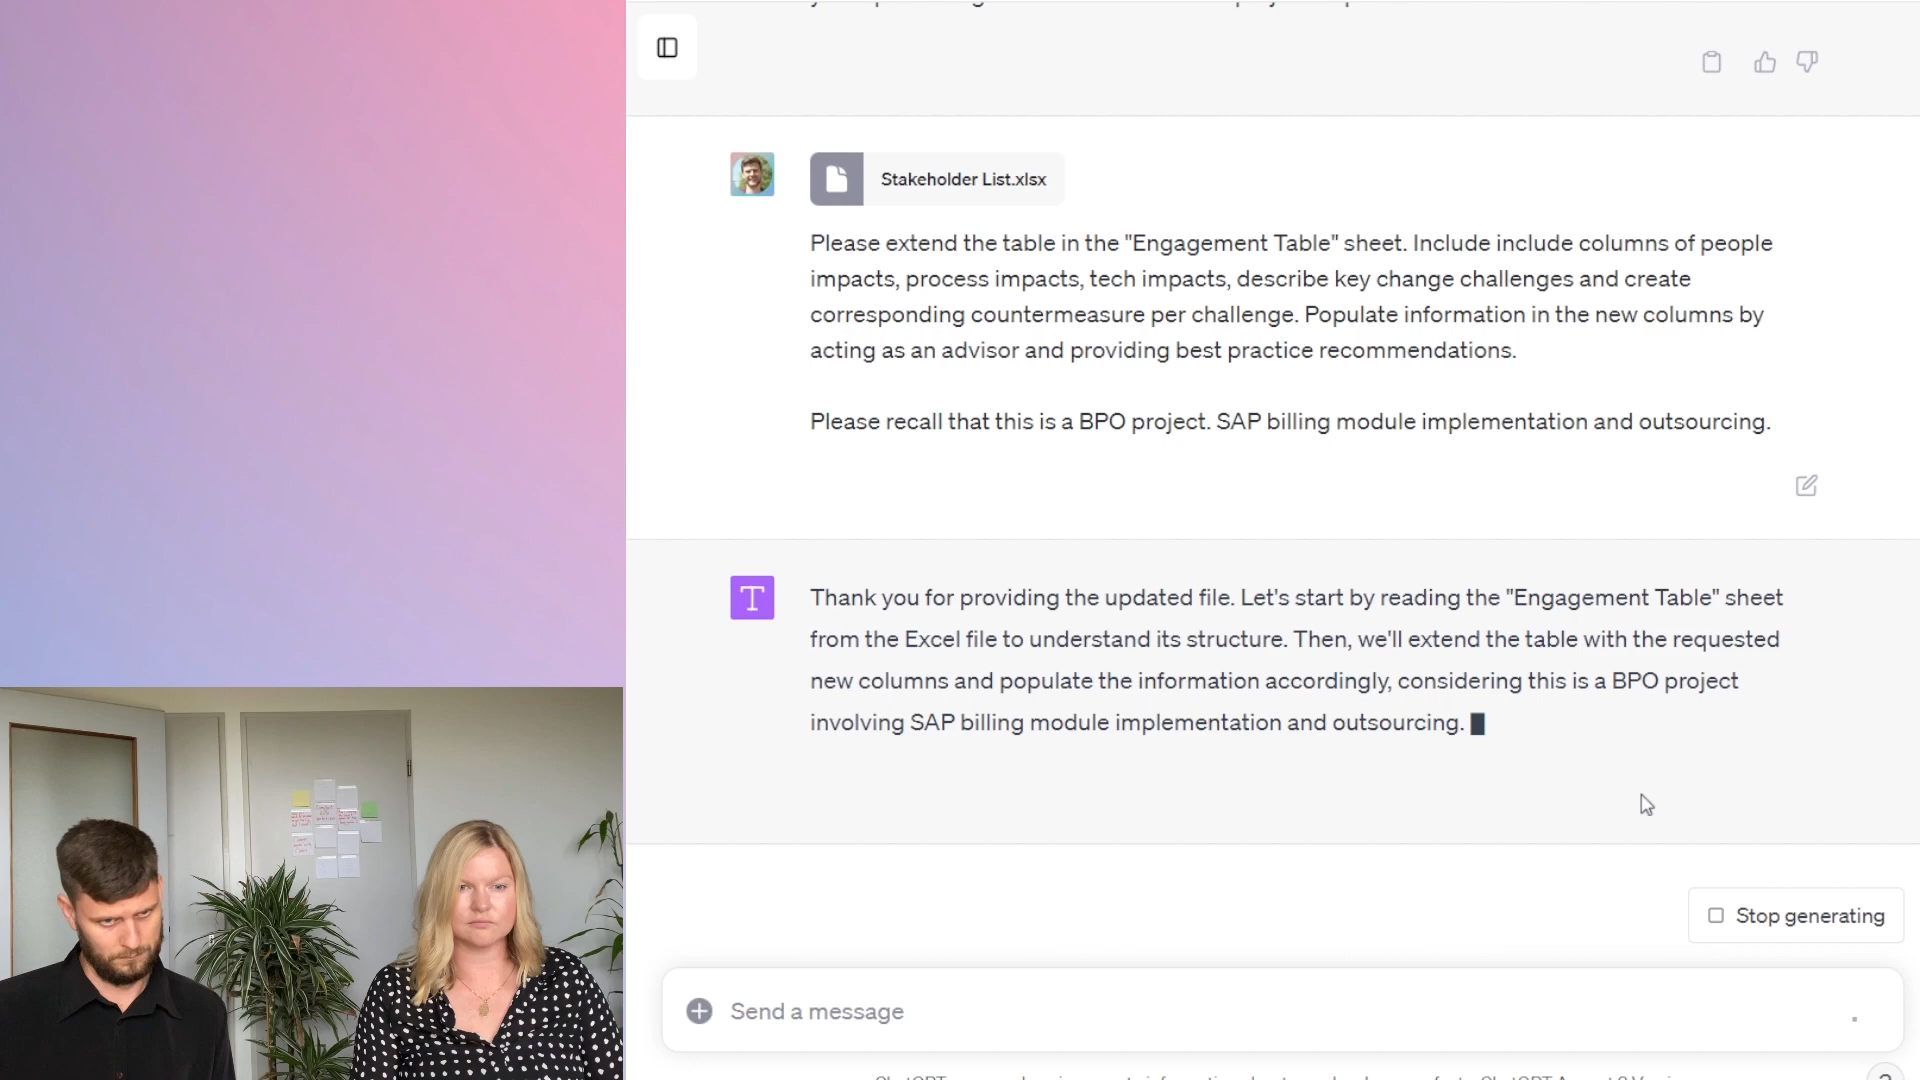 Stakeholder List.xlsx
Please extend the table in the "Engagement Table" sheet. Include include columns of people
impacts, process impacts, tech impacts, describe key change challenges and create
corresponding countermeasure per challenge. Populate information in the new columns by
acting as an advisor and providing best practice recommendations.
Please recall that this is a BPO project. SAP billing module implementation and outsourcing.
T
Thank you for providing the updated file. Let's start by reading the "Engagement Table" sheet
from the Excel file to understand its structure. Then, we'll extend the table with the requested
new columns and populate the information accordingly, considering this is a BPO project
involving SAP billing module implementation and outsourcing.
Stop generating
Send a message